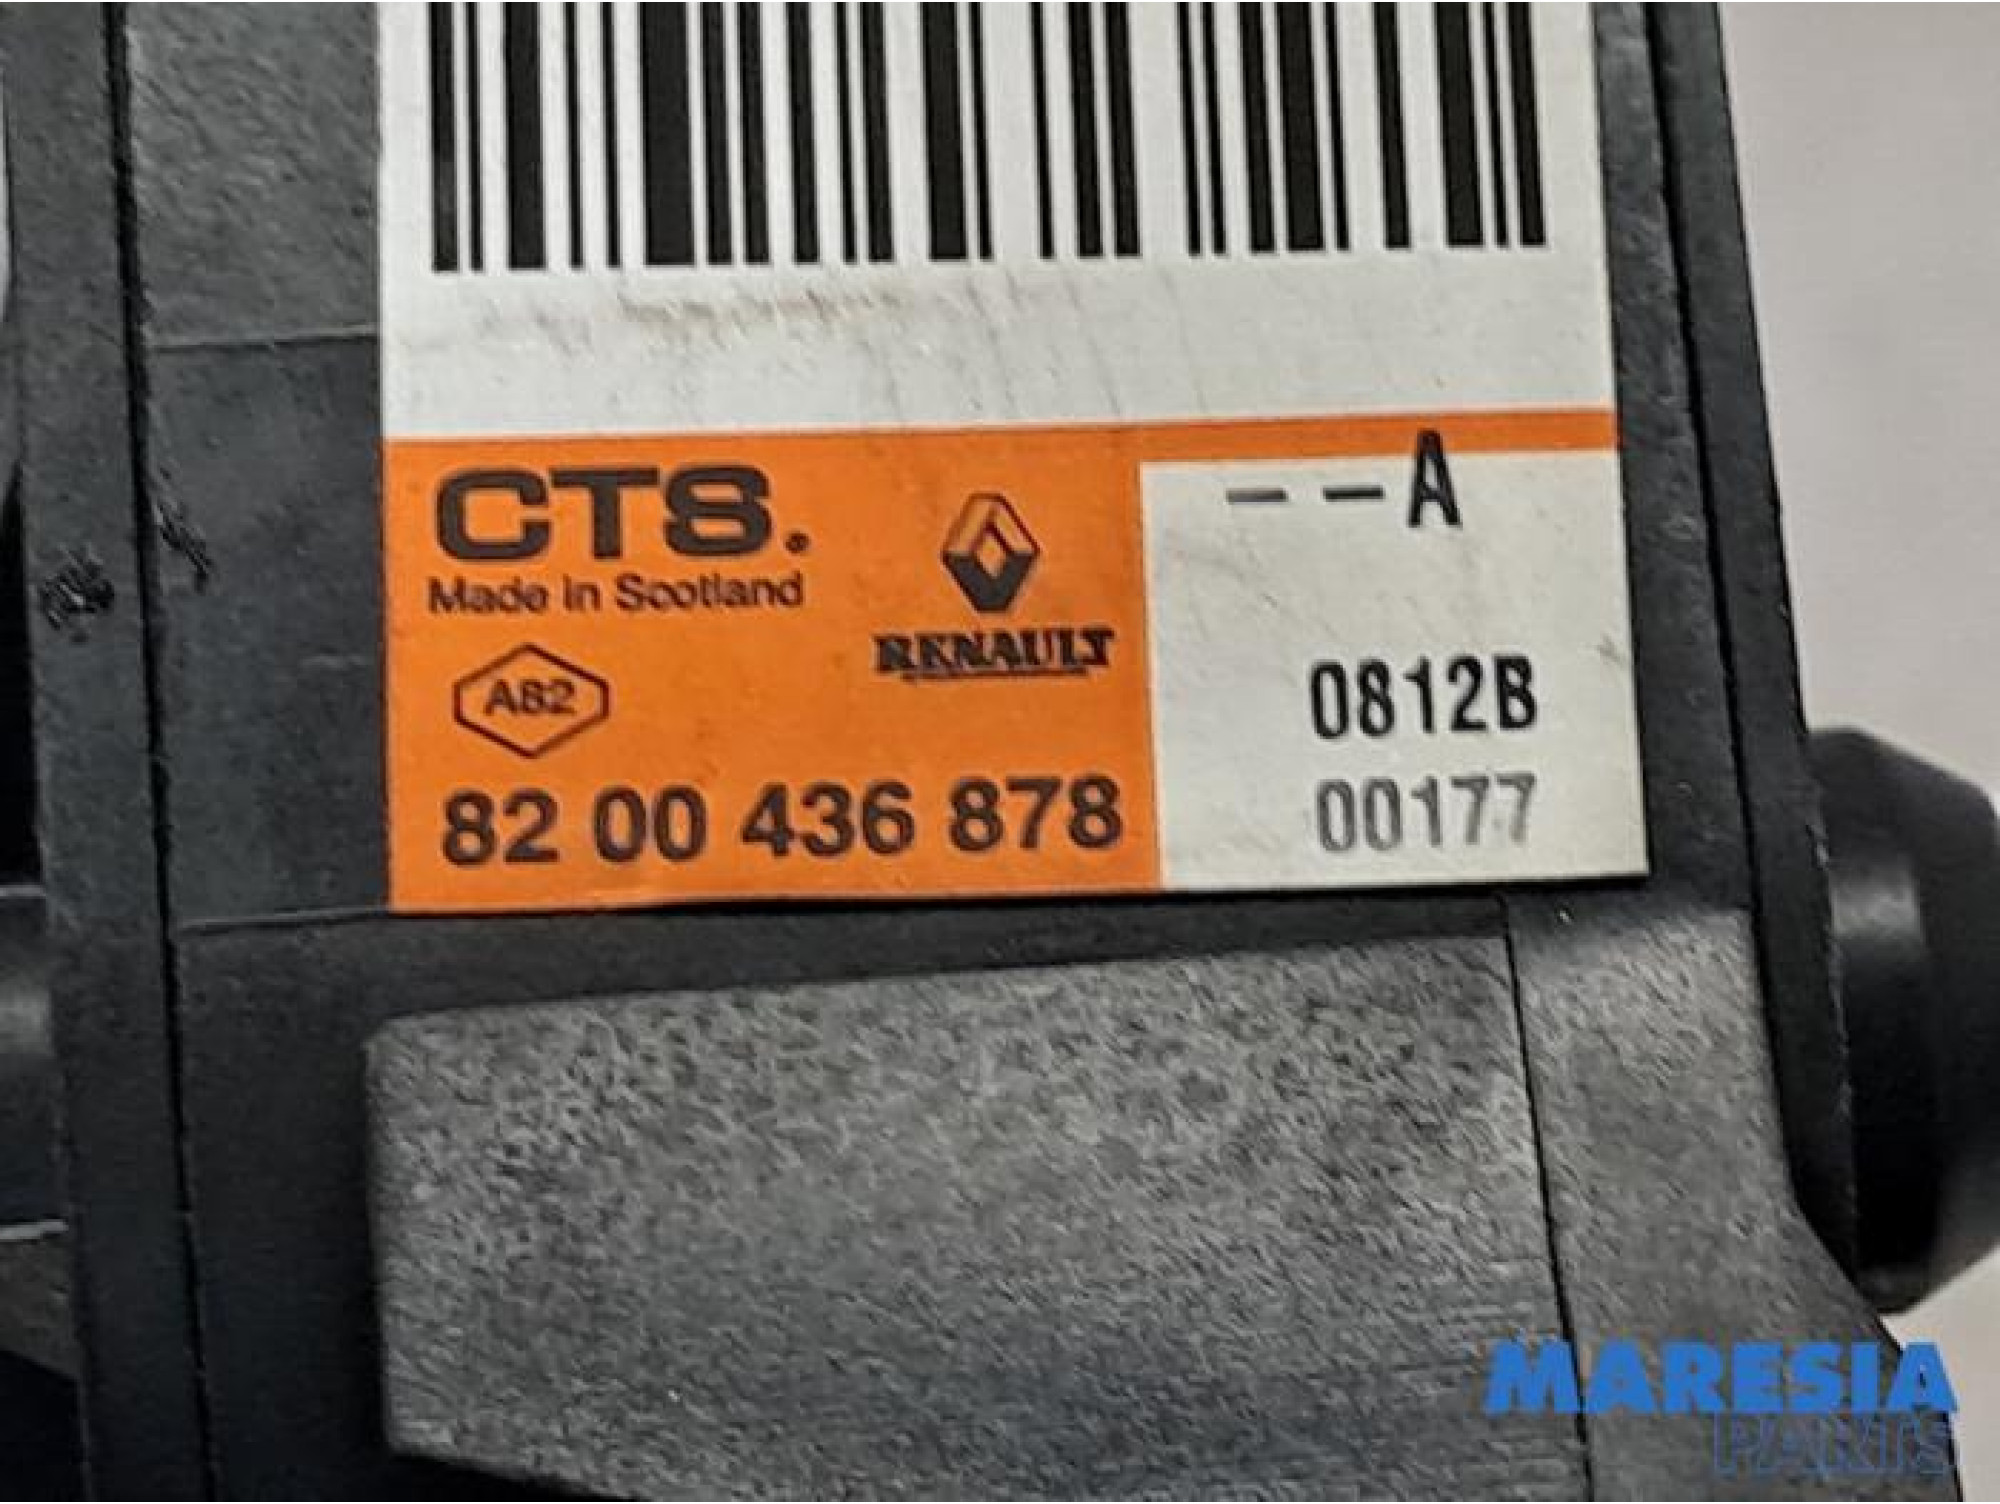 CTS.
Made in Scotland
A82
RENAULT
82 00 436 878
--A
0812B
00177
MARESIA
PARTS